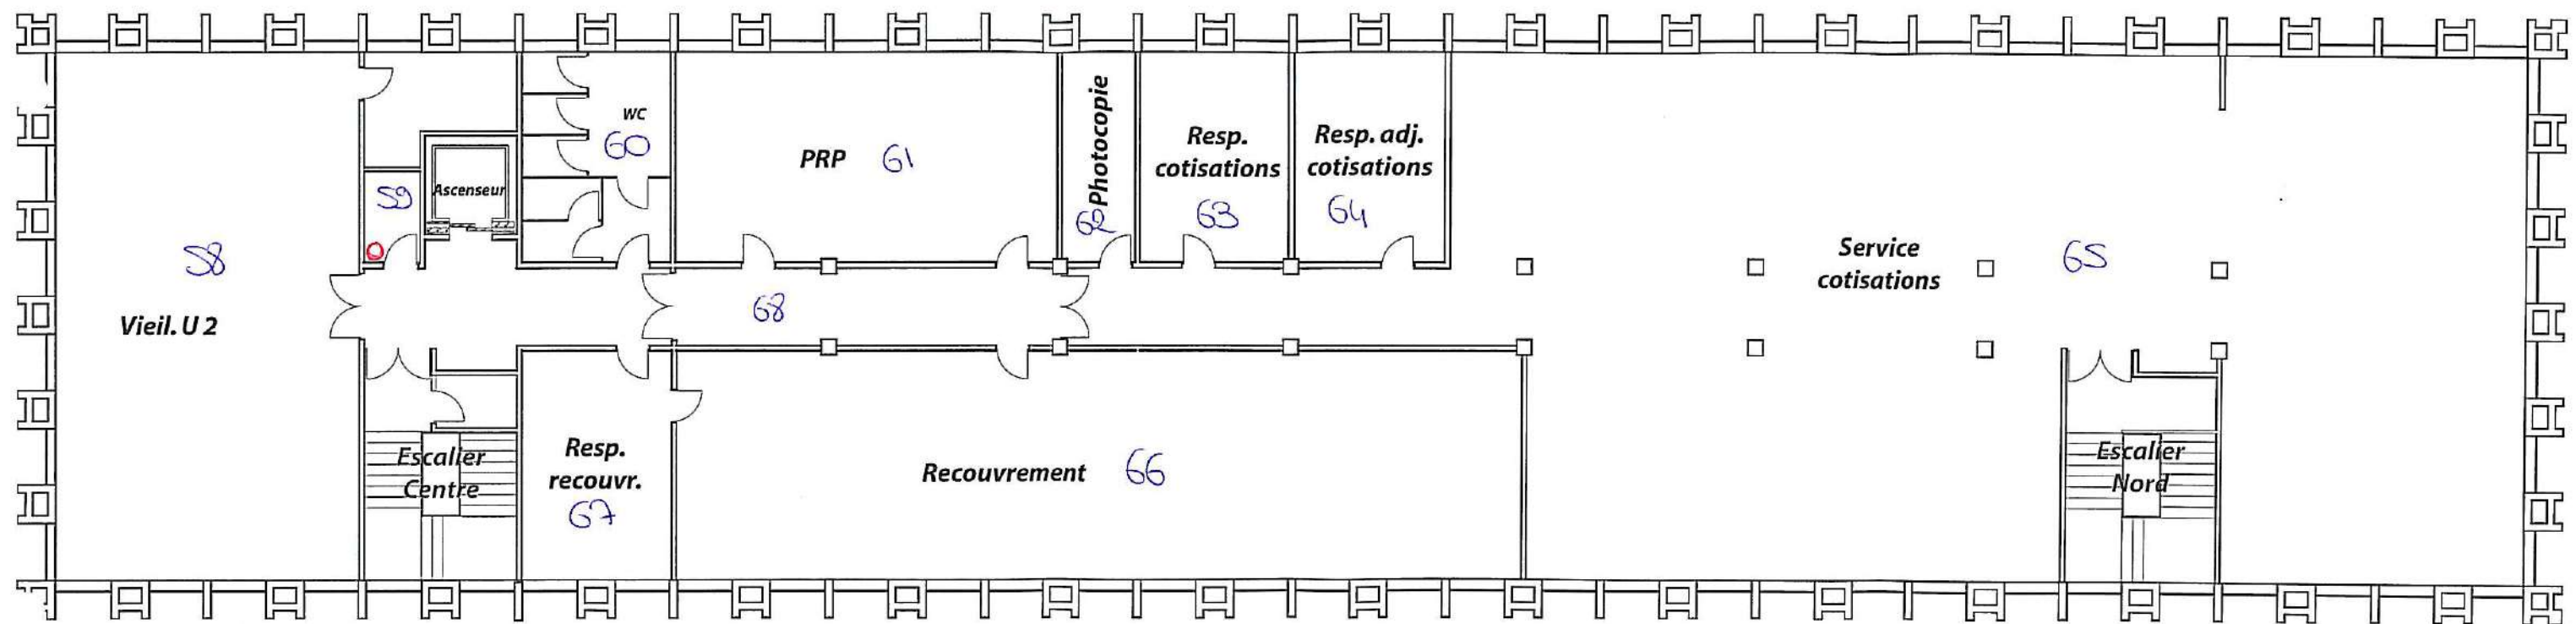 58
Vieil. U 2
59
Ascenseur
WC
60
PRP 61
Photocopie
62
Resp.
cotisations
63
Resp. adj.
cotisations
64
Service
cotisations
65
68
Escalier
Centre
Resp.
recouvr.
67
Recouvrement 66
Escalier
Nord